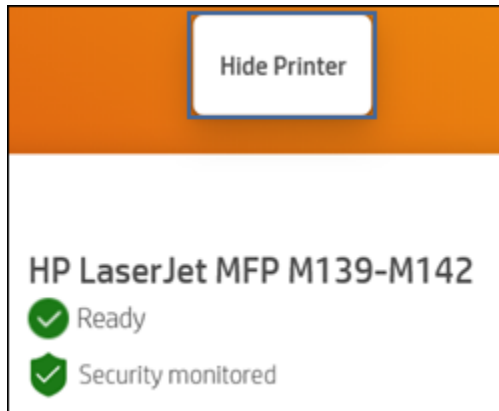 Hide Printer
HP LaserJet MFP M139-M142
Ready
Security monitored